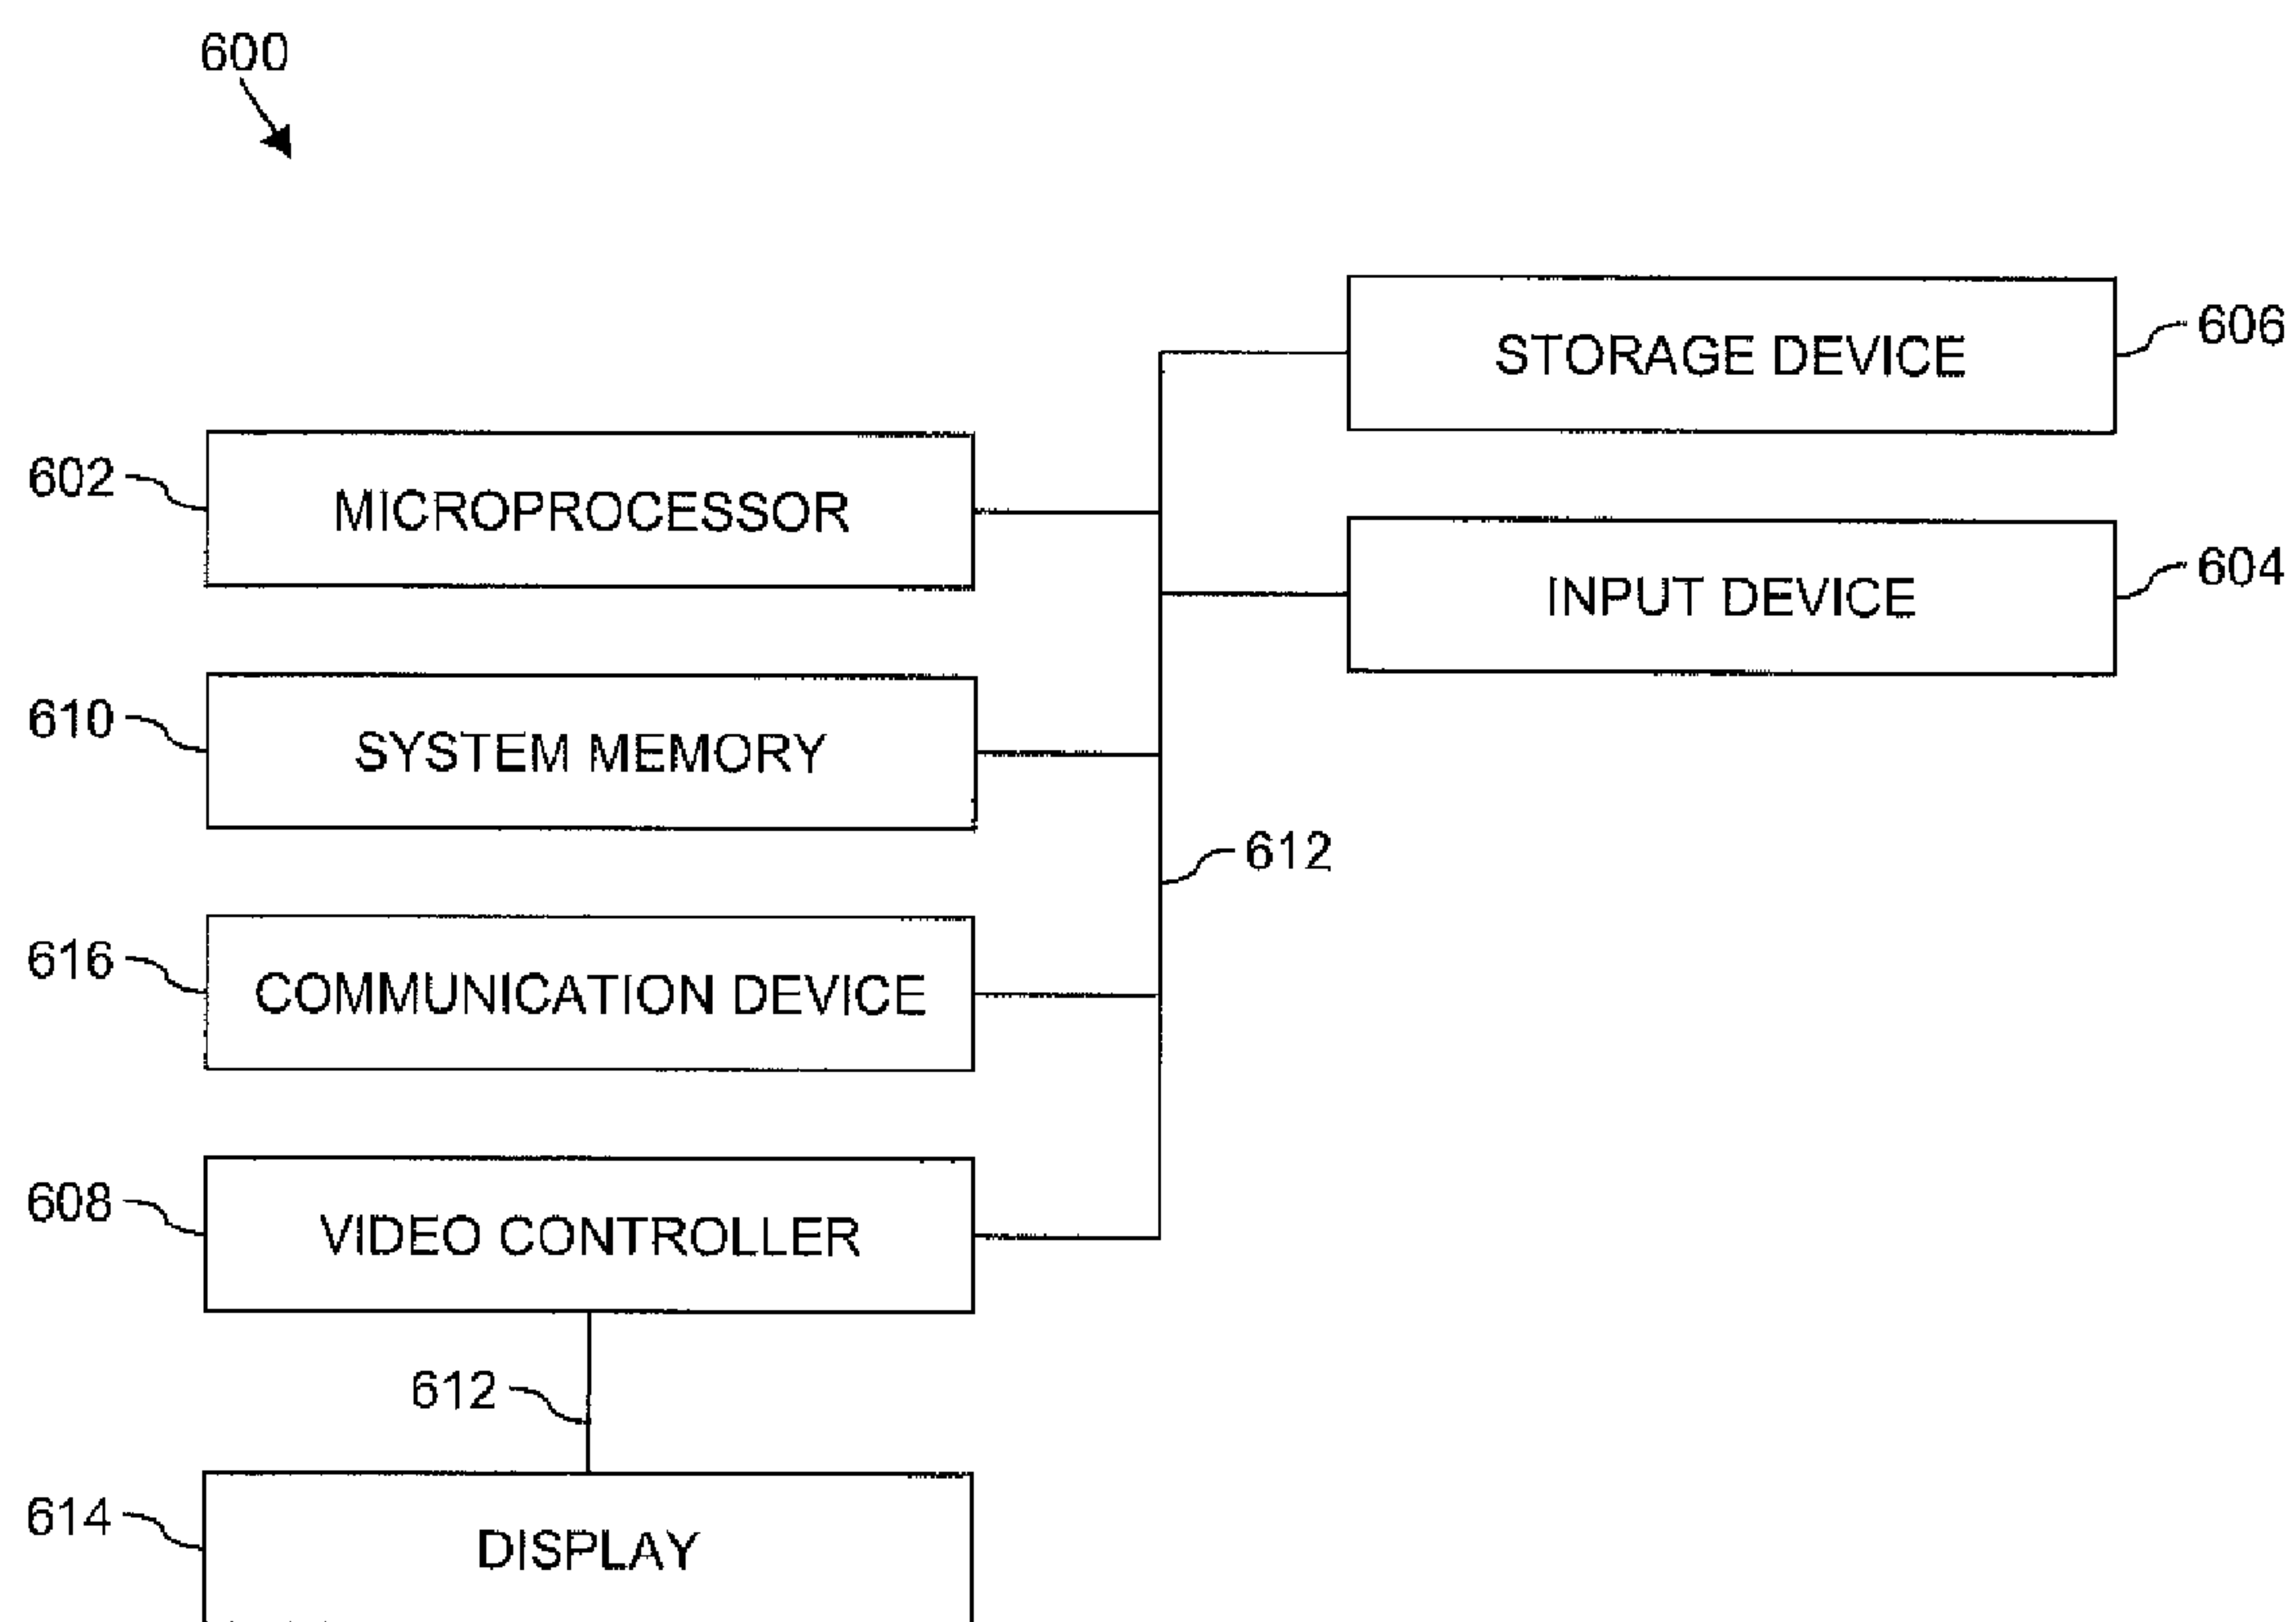 600
STORAGE DEVICE
606
602
MICROPROCESSOR
INPUT DEVICE
604
610
SYSTEM MEMORY
612
616
COMMUNICATION DEVICE
608
VIDEO CONTROLLER
612
614
DISPLAY